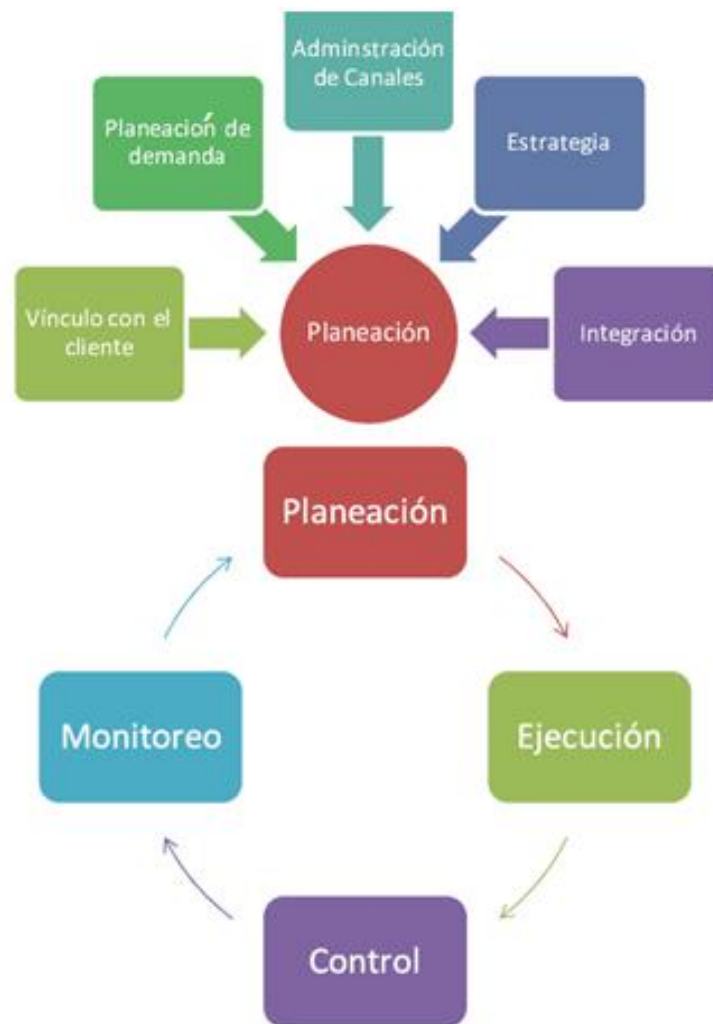 Adminstración
de Canales
Planeación de
demanda
Estrategia
Vínculo con el
cliente
Planeación
Integración
Planeación
Monitoreo
Ejecución
Control